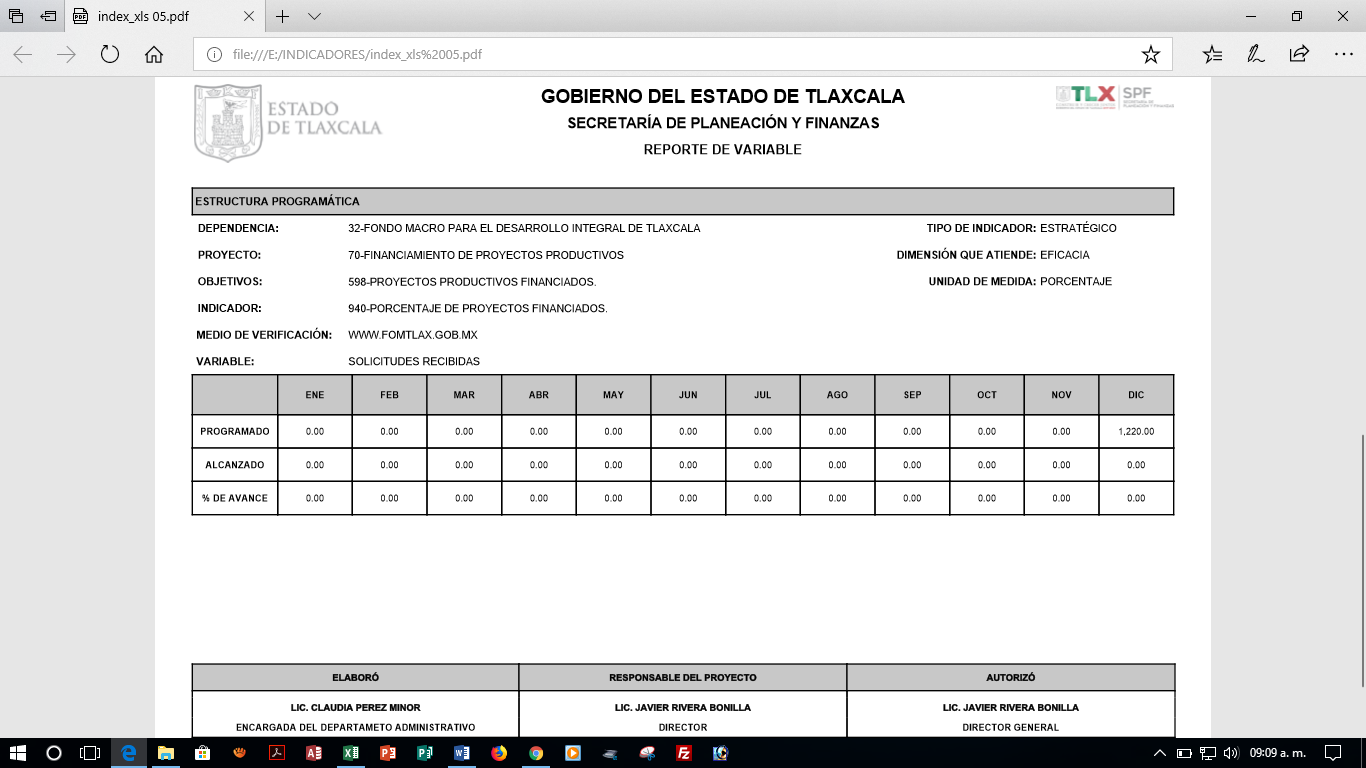 index_xls 05.pdf
file:///E:/INDICADORES/index_xls%2005.pdf
ESTADO
DE TLAXCALA
GOBIERNO DEL ESTADO DE TLAXCALA
SECRETARÍA DE PLANEACIÓN Y FINANZAS
REPORTE DE VARIABLE
TLX SPF
ESTRUCTURA PROGRAMÁTICA
DEPENDENCIA: 32-FONDO MACRO PARA EL DESARROLLO INTEGRAL DE TLAXCALA TIPO DE INDICADOR: ESTRATÉGICO
PROYECTO: 70-FINANCIAMIENTO DE PROYECTOS PRODUCTIVOS DIMENSIÓN QUE ATIENDE: EFICACIA
OBJETIVOS: 598-PROYECTOS PRODUCTIVOS FINANCIADOS. UNIDAD DE MEDIDA: PORCENTAJE
INDICADOR: 940-PORCENTAJE DE PROYECTOS FINANCIADOS.
MEDIO DE VERIFICACIÓN: WWW.FOMTLAX.GOB.MX
VARIABLE: SOLICITUDES RECIBIDAS
ENE FEB MAR ABR MAY JUN JUL AGO SEP OCT NOV DIC
PROGRAMADO 0.00 0.00 0.00 0.00 0.00 0.00 0.00 0.00 0.00 0.00 0.00 1,220.00
ALCANZADO 0.00 0.00 0.00 0.00 0.00 0.00 0.00 0.00 0.00 0.00 0.00 0.00
% DE AVANCE 0.00 0.00 0.00 0.00 0.00 0.00 0.00 0.00 0.00 0.00 0.00 0.00
ELABORÓ RESPONSABLE DEL PROYECTO AUTORIZÓ
LIC. CLAUDIA PEREZ MINOR LIC. JAVIER RIVERA BONILLA LIC. JAVIER RIVERA BONILLA
ENCARGADA DEL DEPARTAMETO ADMINISTRATIVO DIRECTOR DIRECTOR GENERAL
09:09 a. m.